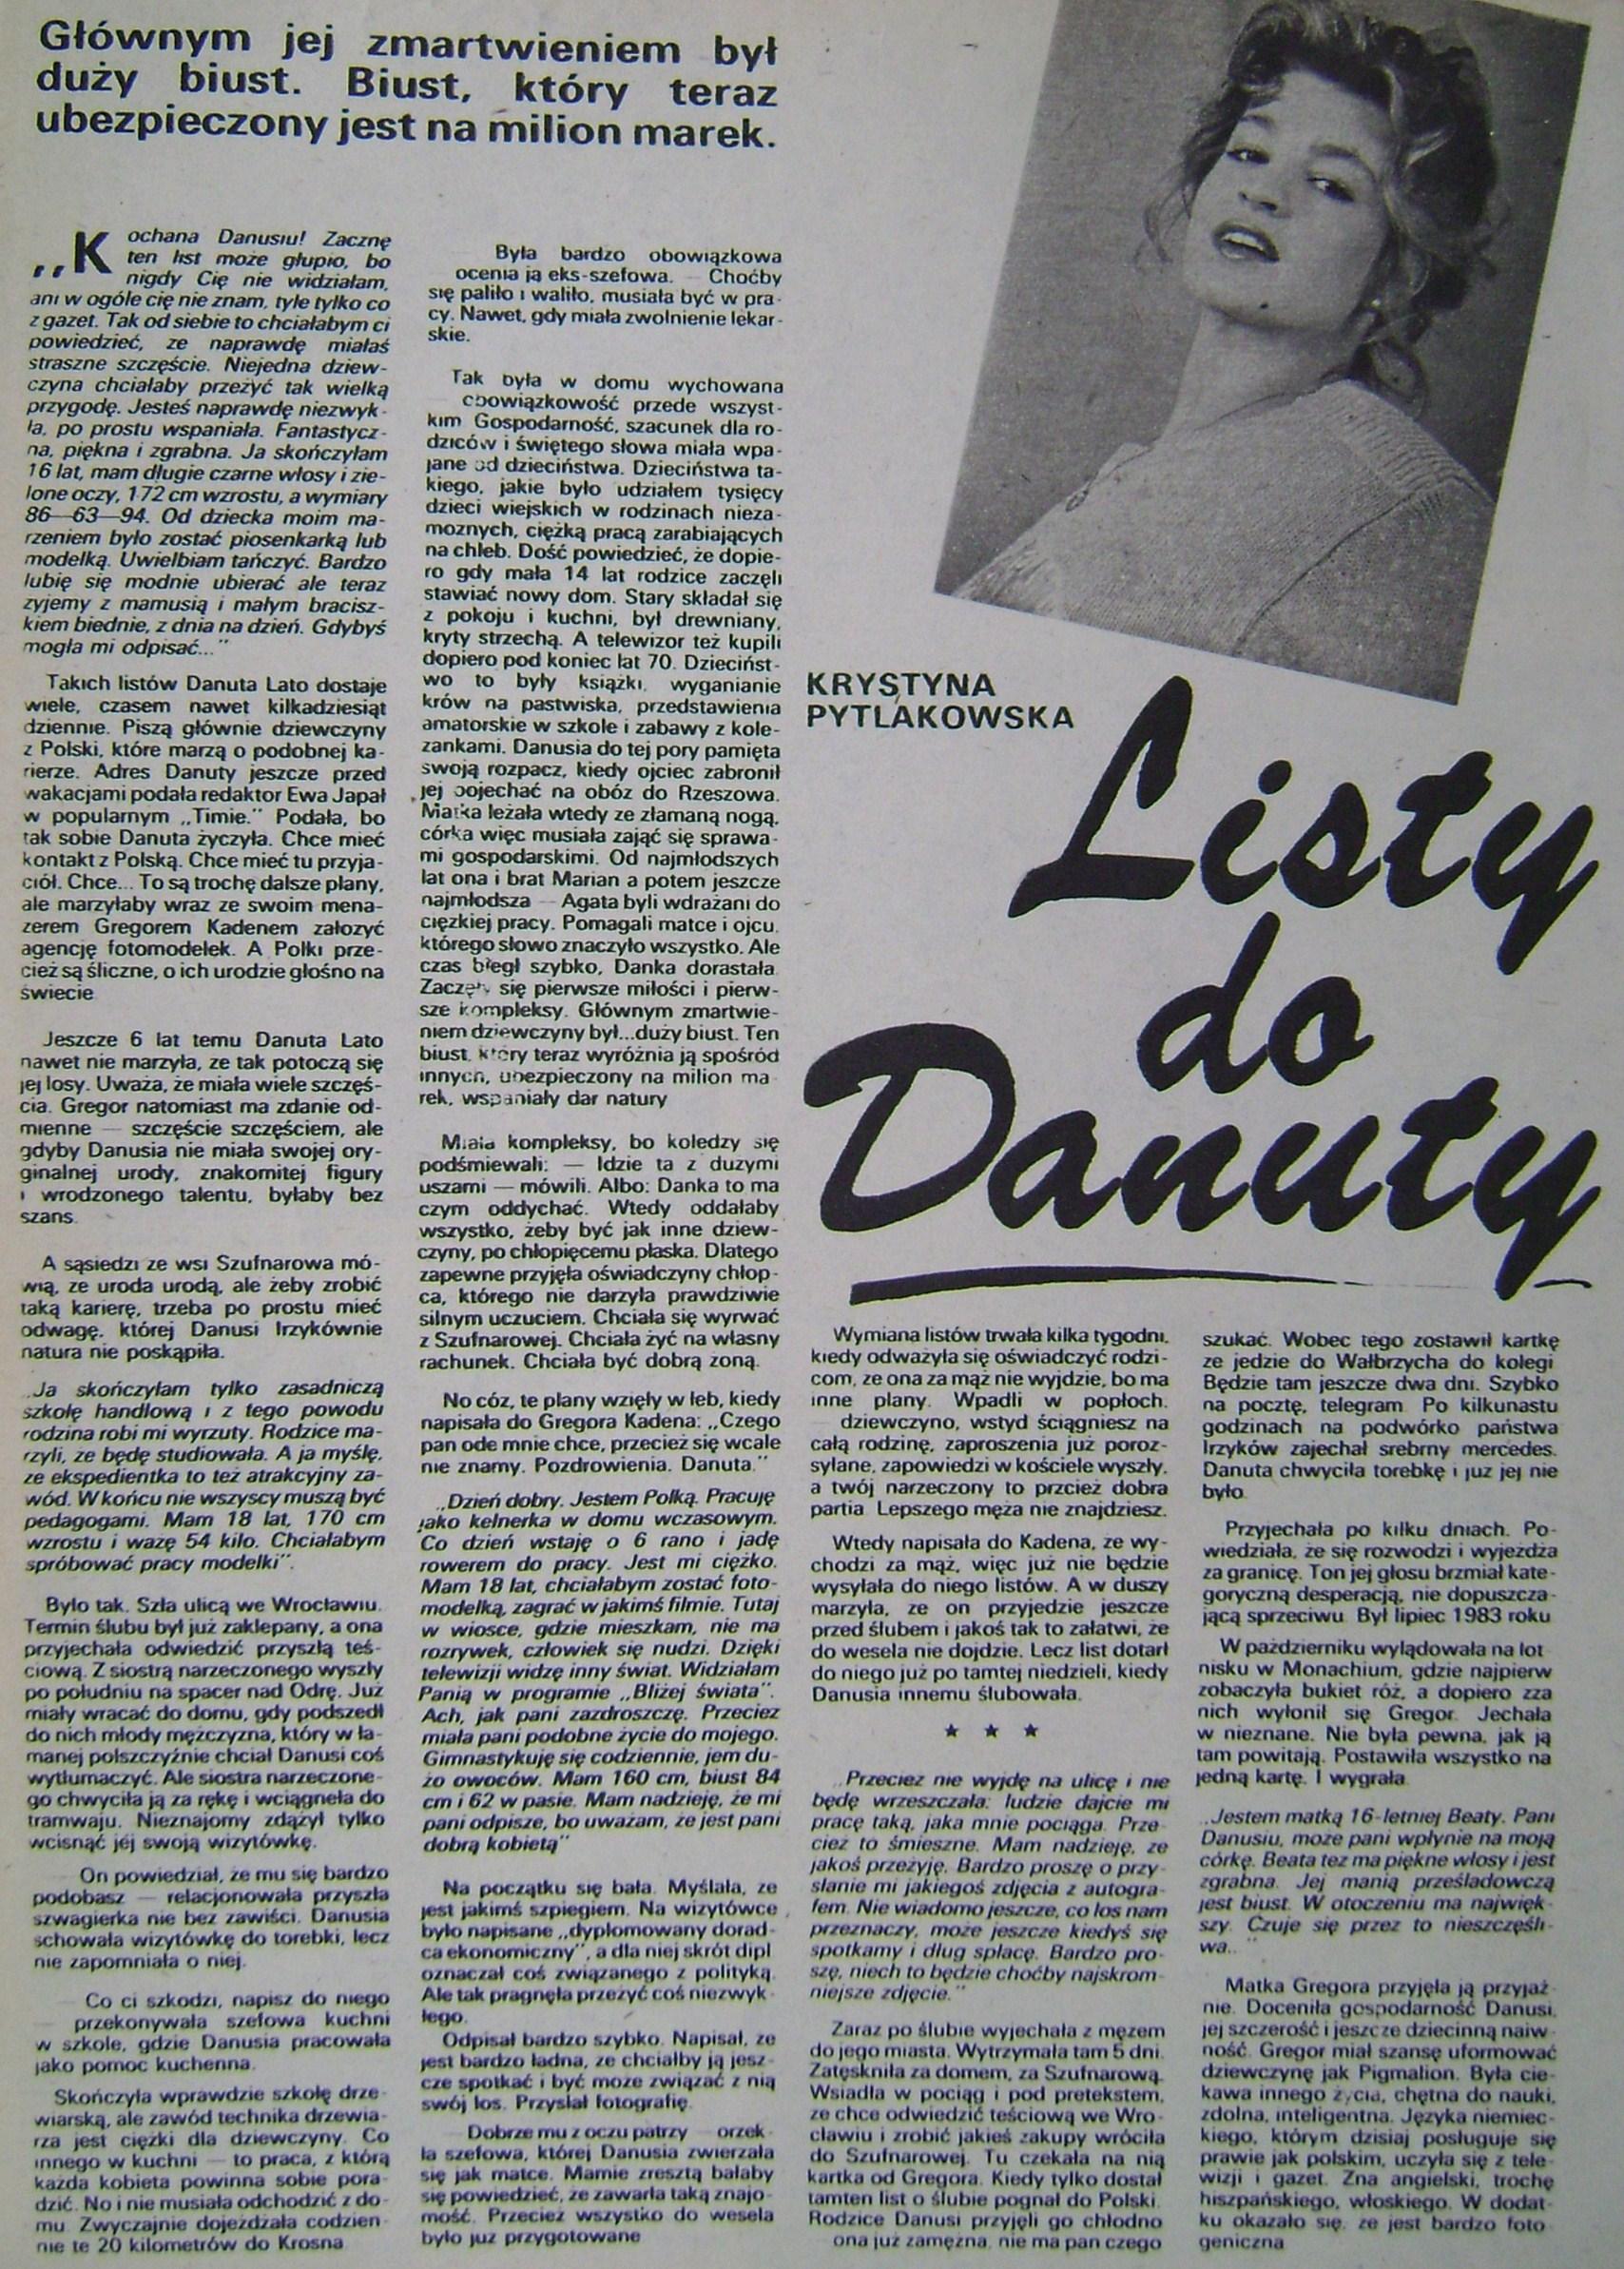 Głównym jej zmartwieniem był
duży biust. Biust, który teraz
ubezpieczony jest na milion marek.
„Kochana Danusiu! Zacznę
ten list może głupio, bo
nigdy Cię nie widziałam,
ani w ogóle cię nie znam, tyle tylko co
z gazet. Tak od siebie to chciałabym ci
powiedzieć, ze naprawdę miałaś
straszne szczęście. Niejedna dziew-
czyna chciałaby przeżyć tak wielką
przygodę. Jesteś naprawdę niezwyk-
ła, po prostu wspaniała. Fantastycz-
na, piękna i zgrabna. Ja skończyłam
16 lat, mam długie czarne włosy i zie-
lone oczy, 172 cm wzrostu, a wymiary
86—63—94. Od dziecka moim ma-
rzeniem było zostać piosenkarką lub
modelką. Uwielbiam tańczyć. Bardzo
lubię się modnie ubierać ale teraz
zyjemy z mamusią i małym bracisz-
kiem biednie, z dnia na dzień. Gdybyś
mogła mi odpisać..."
Takich listów Danuta Lato dostaje
wiele, czasem nawet kilkadziesiąt
dziennie. Piszą głównie dziewczyny
z Polski, które marzą o podobnej ka-
rierze. Adres Danuty jeszcze przed
wakacjami podała redaktor Ewa Japał
w popularnym „Timie." Podała, bo
tak sobie Danuta życzyła. Chce mieć
kontakt z Polską. Chce mieć tu przyja-
ciół. Chce... To są trochę dalsze plany,
ale marzyłaby wraz ze swoim mena-
zerem Gregorem Kadenem założyć
agencję fotomodelek. A Polki prze-
cież są śliczne, o ich urodzie głośno na
świecie
Jeszcze 6 lat temu Danuta Lato
nawet nie marzyła, ze tak potoczą się
jej losy. Uważa, że miała wiele szczęś-
cia. Gregor natomiast ma zdanie od-
mienne — szczęście szczęściem, ale
gdyby Danusia nie miała swojej ory-
ginalnej urody, znakomitej figury
i wrodzonego talentu, byłaby bez
szans.
A sąsiedzi ze wsi Szufnarowa mó-
wią, ze uroda urodą, ale żeby zrobić
taką karierę, trzeba po prostu mieć
odwagę, której Danusi Irzykównie
natura nie poskąpiła.
„Ja skończyłam tylko zasadniczą
szkołę handlową i z tego powodu
rodzina robi mi wyrzuty. Rodzice ma-
rzyli, że będę studiowała. A ja myślę,
ze ekspedientka to też atrakcyjny za-
wód. W końcu nie wszyscy muszą być
pedagogami. Mam 18 lat, 170 cm
wzrostu i ważę 54 kilo. Chciałabym
spróbować pracy modelki".
Było tak. Szła ulicą we Wrocławiu.
Termin ślubu był już zaklepany, a ona
przyjechała odwiedzić przyszłą teś-
ciową. Z siostrą narzeczonego wyszły
po południu na spacer nad Odrę. Już
miały wracać do domu, gdy podszedł
do nich młody mężczyzna, który w ła-
manej polszczyźnie chciał Danusi coś
wytłumaczyć. Ale siostra narzeczone-
go chwyciła ją za rękę i wciągnęła do
tramwaju. Nieznajomy zdążył tylko
wcisnąć jej swoją wizytówkę.
On powiedział, że mu się bardzo
podobasz — relacjonowała przyszła
szwagierka nie bez zawiści. Danusia
schowała wizytówkę do torebki, lecz
nie zapomniała o niej.
Co ci szkodzi, napisz do niego
przekonywała szefowa kuchni
w szkole, gdzie Danusia pracowała
jako pomoc kuchenna.
Skończyła wprawdzie szkołę drze-
wiarską, ale zawód technika drzewia-
rza jest ciężki dla dziewczyny. Co
innego w kuchni — to praca, z którą
każda kobieta powinna sobie pora-
dzić. No i nie musiała odchodzić z do-
mu. Zwyczajnie dojeżdżała codzien-
nie te 20 kilometrów do Krosna.
Była bardzo obowiązkowa
ocenia ją eks-szefowa. — Choćby
się paliło i waliło, musiała być w pra-
cy. Nawet, gdy miała zwolnienie lekar-
skie.
Tak była w domu wychowana
obowiązkowość przede wszyst-
kim. Gospodarność, szacunek dla ro-
dziców i świętego słowa miała wpa-
jane od dzieciństwa. Dzieciństwa ta-
kiego, jakie było udziałem tysięcy
dzieci wiejskich w rodzinach nieza-
moznych, ciężką pracą zarabiających
na chleb. Dość powiedzieć, że dopie-
ro gdy mała 14 lat rodzice zaczęli
stawiać nowy dom. Stary składał się
z pokoju i kuchni, był drewniany,
kryty strzechą. A telewizor też kupili
dopiero pod koniec lat 70. Dziecińst-
wo to były książki, wyganianie
krów na pastwiska, przedstawienia
amatorskie w szkole i zabawy z kole-
zankami. Danusia do tej pory pamięta
swoją rozpacz, kiedy ojciec zabronił
jej pojechać na obóz do Rzeszowa.
Matka leżała wtedy ze złamaną nogą,
córka więc musiała zająć się sprawa-
mi gospodarskimi. Od najmłodszych
lat ona i brat Marian a potem jeszcze
najmłodsza — Agata byli wdrażani do
ciężkiej pracy. Pomagali matce i ojcu,
którego słowo znaczyło wszystko. Ale
czas biegł szybko, Danka dorastała.
Zaczęły się pierwsze miłości i pierw-
sze kompleksy. Głównym zmartwie-
niem dziewczyny był...duży biust. Ten
biust, który teraz wyróżnia ją spośród
innych, ubezpieczony na milion ma-
rek, wspaniały dar natury
Miała kompleksy, bo koledzy się
podśmiewali: — Idzie ta z dużymi
uszami — mówili. Albo: Danka to ma
czym oddychać. Wtedy oddałaby
wszystko, żeby być jak inne dziew-
czyny, po chłopięcemu płaska. Dlatego
zapewne przyjęła oświadczyny chłop-
ca, którego nie darzyła prawdziwie
silnym uczuciem. Chciała się wyrwać
z Szufnarowej. Chciała żyć na własny
rachunek. Chciała być dobrą zoną.
No cóz, te plany wzięły w łeb, kiedy
napisała do Gregora Kadena: „Czego
pan ode mnie chce, przecież się wcale
nie znamy. Pozdrowienia. Danuta."
„Dzień dobry. Jestem Polką. Pracuję
jako kelnerka w domu wczasowym.
Co dzień wstaję o 6 rano i jadę
rowerem do pracy. Jest mi ciężko.
Mam 18 lat, chciałabym zostać foto-
modelką, zagrać w jakimś filmie. Tutaj
w wiosce, gdzie mieszkam, nie ma
rozrywek, człowiek się nudzi. Dzięki
telewizji widzę inny świat. Widziałam
Panią w programie „Bliżej świata".
Ach, jak pani zazdroszczę. Przecież
miała pani podobne życie do mojego.
Gimnastykuję się codziennie, jem du-
żo owoców. Mam 160 cm, biust 84
cm i 62 w pasie. Mam nadzieję, że mi
pani odpisze, bo uważam, że jest pani
dobrą kobietą"
Na początku się bała. Myślała, ze
jest jakimś szpiegiem. Na wizytówce
było napisane „dyplomowany dorad-
ca ekonomiczny", a dla niej skrót dipl
oznaczał coś związanego z polityką.
Ale tak pragnęła przeżyć coś niezwyk-
łego.
Odpisał bardzo szybko. Napisał, ze
jest bardzo ładna, ze chciałby ją jesz-
cze spotkać i być może związać z nią
swój los. Przysłał fotografię.
Dobrze mu z oczu patrzy — orzek-
ła szefowa, której Danusia zwierzała
się jak matce. Mamie zresztą bałaby
się powiedzieć, że zawarła taką znajo-
mość. Przecież wszystko do wesela
było już przygotowane
KRYSTYNA
PYTLAKOWSKA
Listy
do
Danuty
Wymiana listów trwała kilka tygodni,
kiedy odważyła się oświadczyć rodzi-
com, ze ona za mąż nie wyjdzie, bo ma
inne plany. Wpadli w popłoch.
dziewczyno, wstyd ściągniesz na
całą rodzinę, zaproszenia już poroz-
syłane, zapowiedzi w kościele wyszły,
a twój narzeczony to przcież dobra
partia. Lepszego męża nie znajdziesz.
Wtedy napisała do Kadena, ze wy-
chodzi za mąż, więc już nie będzie
wysyłała do niego listów. A w duszy
marzyła, ze on przyjedzie jeszcze
przed ślubem i jakoś tak to załatwi, że
do wesela nie dojdzie. Lecz list dotarł
do niego już po tamtej niedzieli, kiedy
Danusia innemu ślubowała.
★ ★ ★
„Przecież nie wyjdę na ulicę i nie
będę wrzeszczała: ludzie dajcie mi
pracę taką, jaka mnie pociąga. Prze-
cież to śmieszne. Mam nadzieję, że
jakoś przeżyję. Bardzo proszę o przy-
słanie mi jakiegoś zdjęcia z autogra-
fem. Nie wiadomo jeszcze, co los nam
przeznaczy, może jeszcze kiedyś się
spotkamy i dług spłacę. Bardzo pro-
szę, niech to będzie choćby najskrom-
niejsze zdjęcie."
Zaraz po ślubie wyjechała z męzem
do jego miasta. Wytrzymała tam 5 dni.
Zatęskniła za domem, za Szufnarową.
Wsiadła w pociąg i pod pretekstem,
ze chce odwiedzić teściową we Wro-
cławiu i zrobić jakieś zakupy wróciła
do Szufnarowej. Tu czekała na nią
kartka od Gregora. Kiedy tylko dostał
tamten list o ślubie pognał do Polski.
Rodzice Danusi przyjęli go chłodno
ona już zamężna, nie ma pan czego
szukać. Wobec tego zostawił kartkę
ze jedzie do Wałbrzycha do kolegi
Będzie tam jeszcze dwa dni. Szybko
na pocztę, telegram. Po kilkunastu
godzinach na podwórko państwa
Irzyków zajechał srebrny mercedes.
Danuta chwyciła torebkę i już jej nie
było.
Przyjechała po kilku dniach. Po-
wiedziała, że się rozwodzi i wyjeżdża
za granicę. Ton jej głosu brzmiał kate-
goryczną desperacją, nie dopuszcza-
jącą sprzeciwu. Był lipiec 1983 roku
W październiku wylądowała na lot-
nisku w Monachium, gdzie najpierw
zobaczyła bukiet róż, a dopiero zza
nich wyłonił się Gregor. Jechała
w nieznane. Nie była pewna, jak ją
tam powitają. Postawiła wszystko na
jedną kartę. I wygrała.
„Jestem matką 16-letniej Beaty. Pani
Danusiu, może pani wpłynie na moją
córkę. Beata też ma piękne włosy i jest
zgrabna. Jej manią prześladowczą
jest biust. W otoczeniu ma najwięk-
szy. Czuje się przez to nieszczęśli-
wa.."
Matka Gregora przyjęła ją przyjaź-
nie. Doceniła gospodarność Danusi,
jej szczerość i jeszcze dziecinną naiw-
ność. Gregor miał szansę uformować
dziewczynę jak Pigmalion. Była cie-
kawa innego życia, chętna do nauki,
zdolna, inteligentna. Języka niemiec-
kiego, którym dzisiaj posługuje się
prawie jak polskim, uczyła się z tele-
wizji i gazet. Zna angielski, trochę
hiszpańskiego, włoskiego. W dodat-
ku okazało się, ze jest bardzo foto-
geniczna